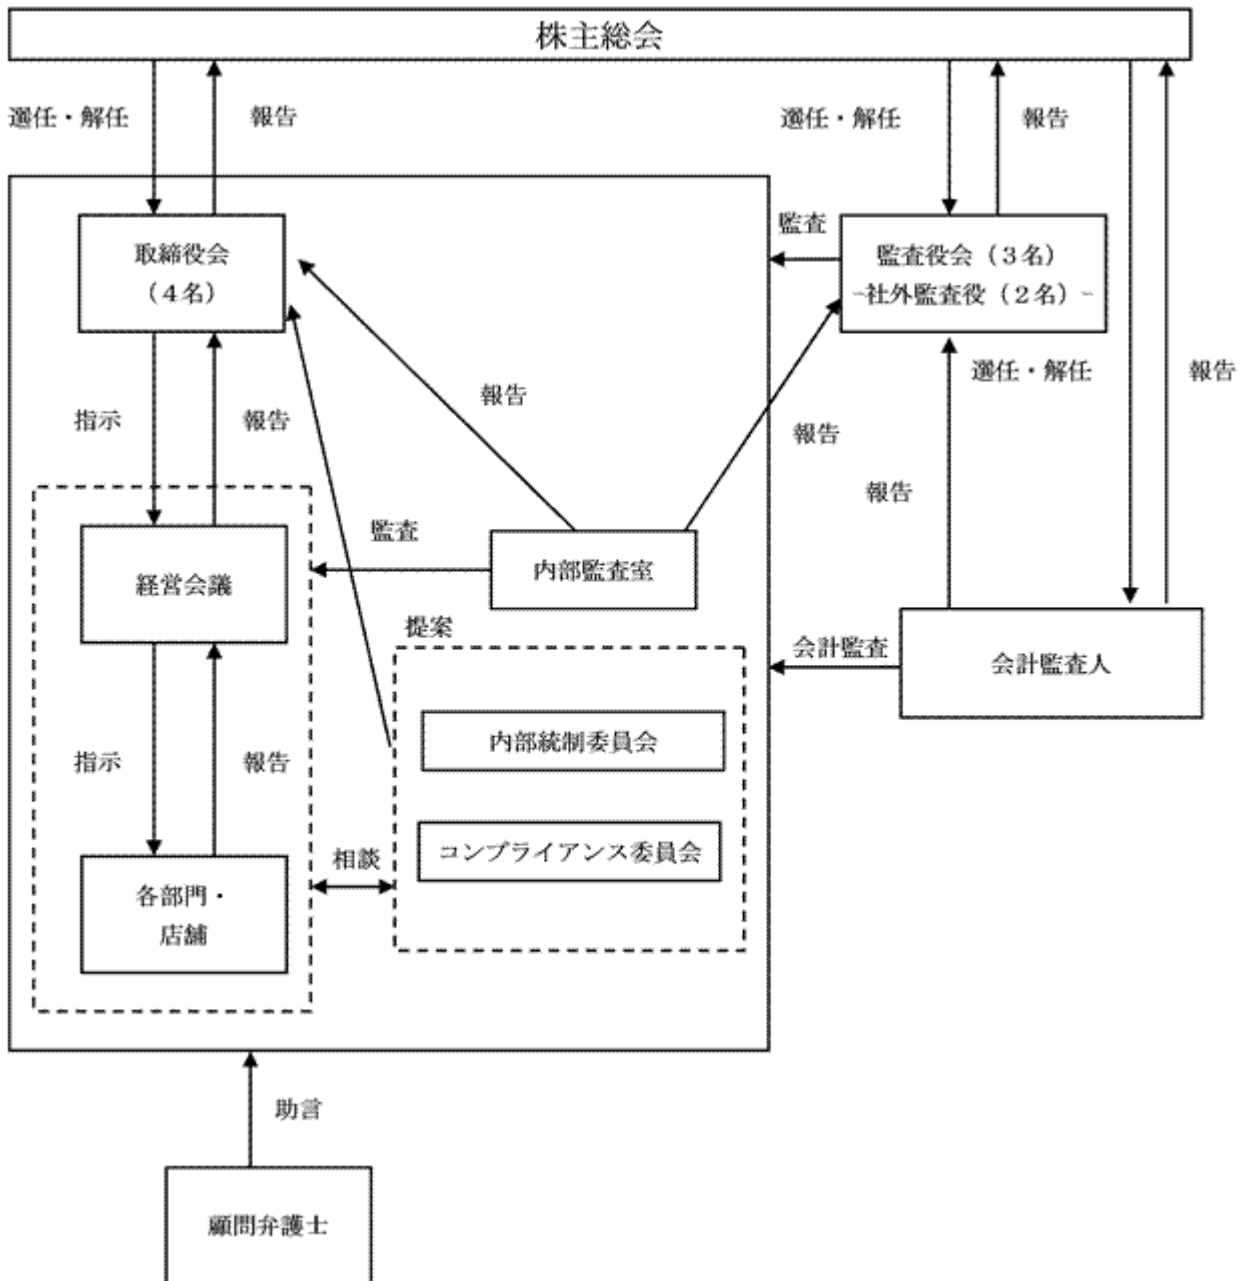 株主総会
選任・解任
報告
選任・解任
報告
取締役会
（4名）
監査
監査役会（3名）
−社外監査役（2名）−
選任・解任
報告
報告
指示
報告
報告
報告
監査
内部監査室
経営会議
提案
会計監査
会計監査人
内部統制委員会
指示
報告
コンプライアンス委員会
相談
各部門・
店舗
助言
顧問弁護士